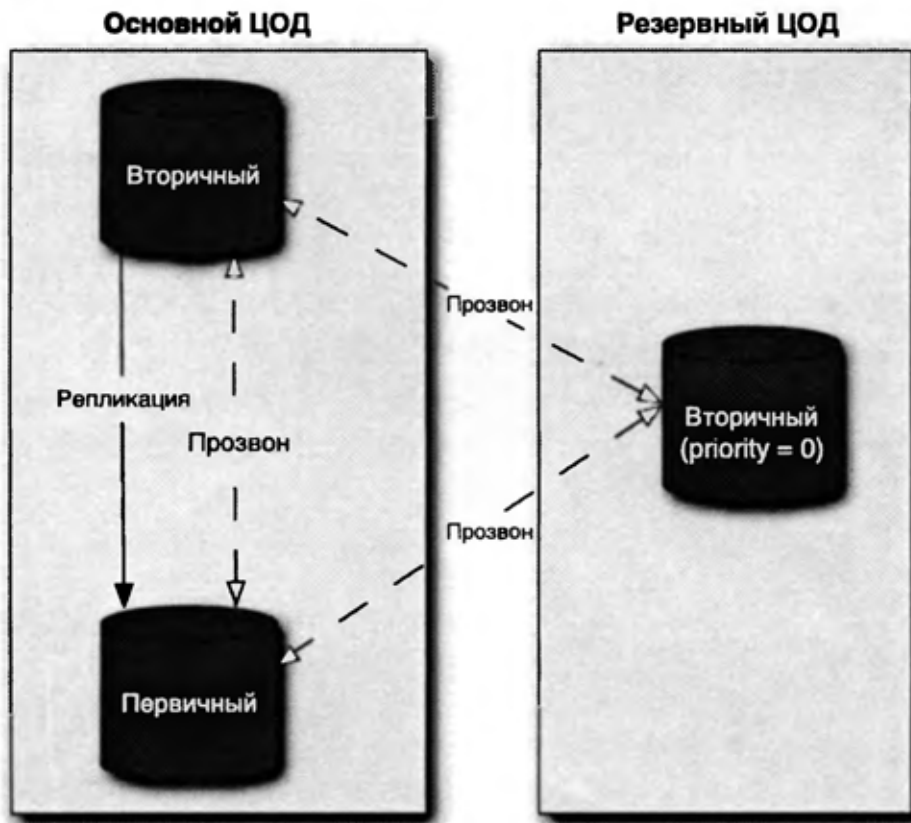 Основной ЦОД
Резервный ЦОД
Вторичный
Прозвон
Репликация
Прозвон
Вторичный
(priority = 0)
Прозвон
Первичный